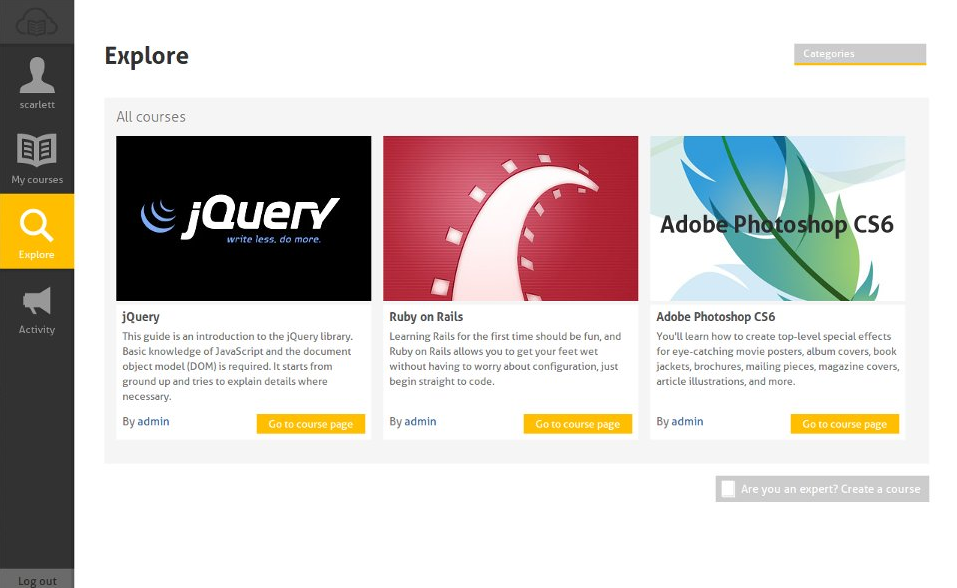 scarlett
My courses
Explore
Activity
Log out
Explore
Categories
All courses
jQuery
write less, do more.
jQuery
This guide is an introduction to the jQuery library.
Basic knowledge of JavaScript and the document
object model (DOM) is required. It starts from
ground up and tries to explain details where
necessary.
By admin
Go to course page
Ruby on Rails
Learning Rails for the first time should be fun, and
Ruby on Rails allows you to get your feet wet
without having to worry about configuration, just
begin straight to code.
By admin
Go to course page
Adobe Photoshop CS6
Adobe Photoshop CS6
You'll learn how to create top-level special effects
for eye-catching movie posters, album covers, book
jackets, brochures, mailing pieces, magazine covers,
article illustrations, and more.
By admin
Go to course page
Are you an expert? Create a course